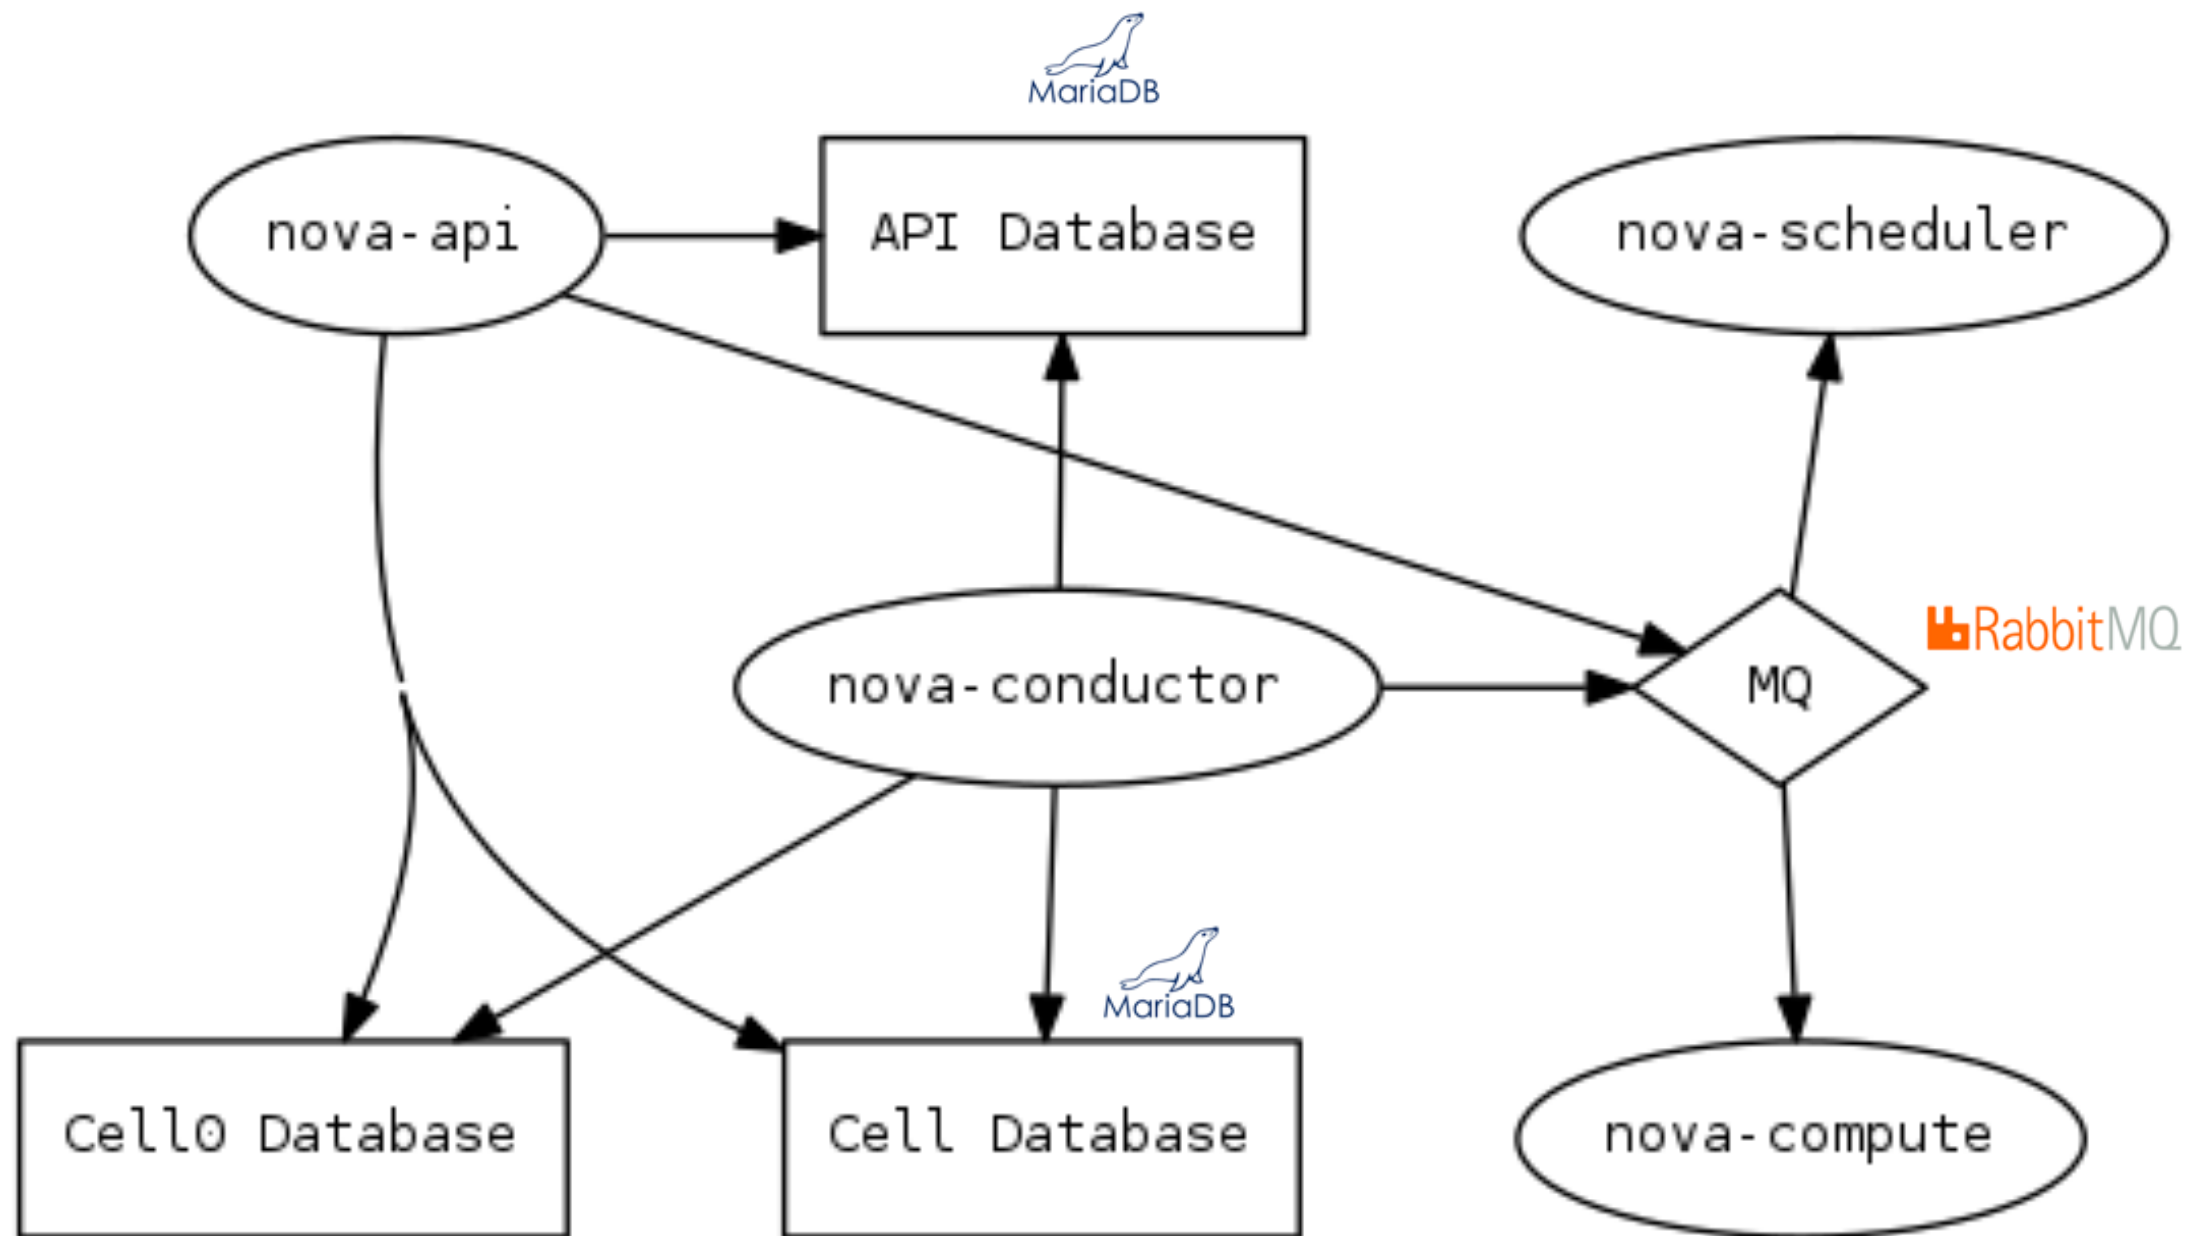 MariaDB
nova-api
API Database
nova-scheduler
RabbitMQ
nova-conductor
MQ
MariaDB
Cell0 Database
Cell Database
nova-compute